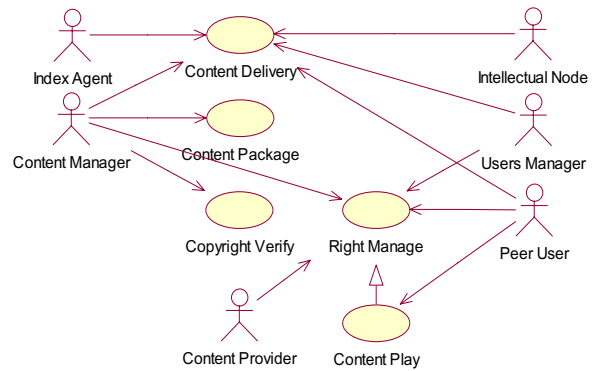 Index Agent
Content Delivery
Intellectual Node
Content Manager
Content Package
Users Manager
Copyright Verify
Right Manage
Peer User
Content Provider
Content Play